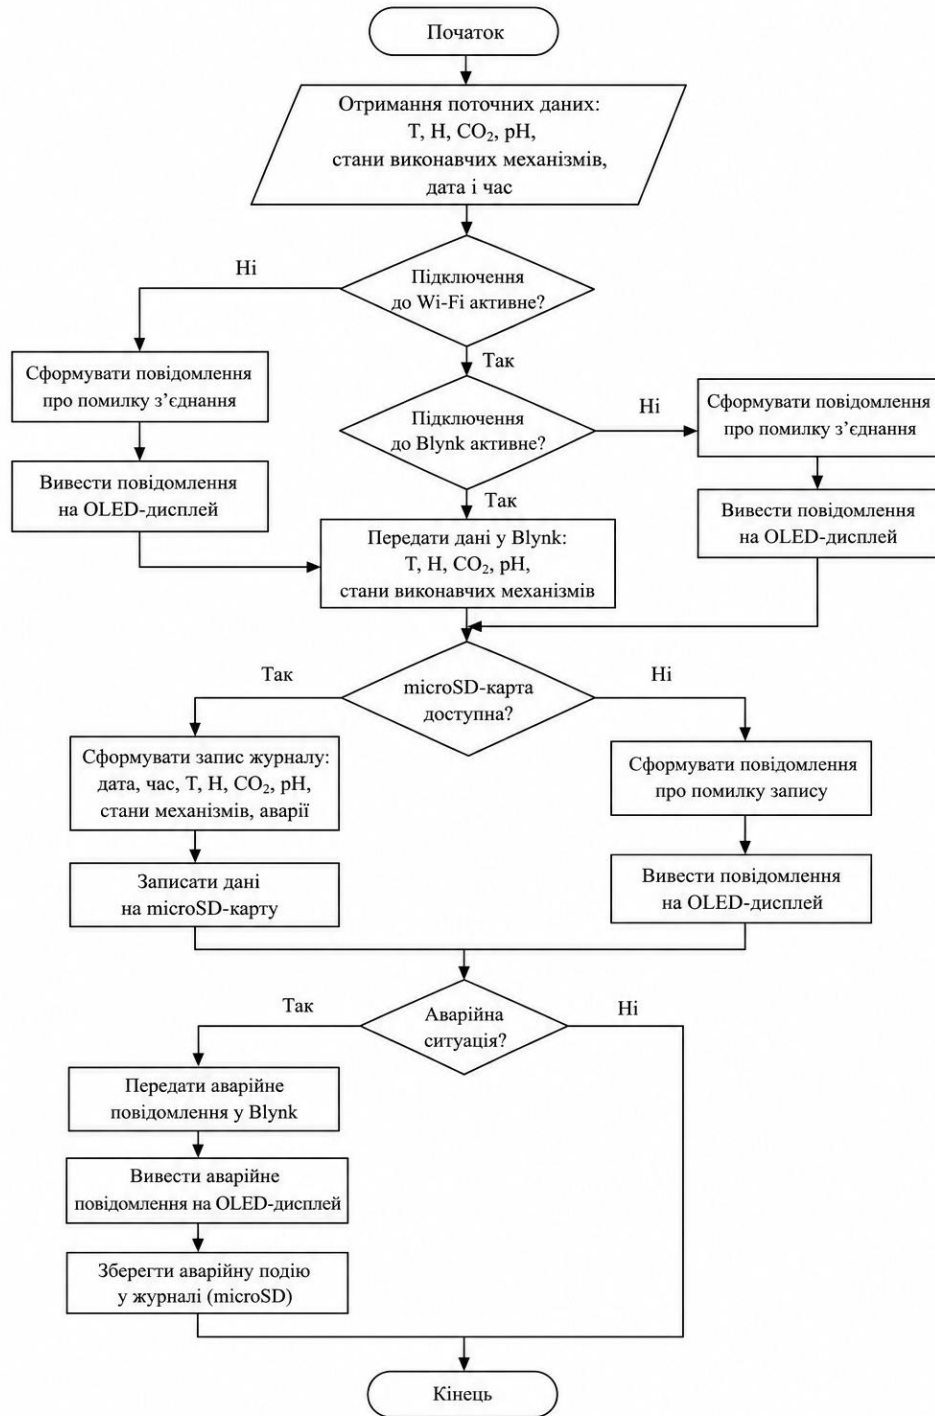 Початок
Отримання поточних даних:
T, H, CO₂, pH,
стани виконавчих механізмів,
дата і час
Підключення
до Wi-Fi активне?
Ні
Так
Сформувати повідомлення
про помилку з’єднання
Вивести повідомлення
на OLED-дисплей
Підключення
до Blynk активне?
Ні
Так
Сформувати повідомлення
про помилку з’єднання
Вивести повідомлення
на OLED-дисплей
Передати дані у Blynk:
T, H, CO₂, pH,
стани виконавчих механізмів
microSD-карта
доступна?
Так
Ні
Сформувати запис журналу:
дата, час, T, H, CO₂, pH,
стани механізмів, аварії
Записати дані
на microSD-карту
Сформувати повідомлення
про помилку запису
Вивести повідомлення
на OLED-дисплей
Аварійна
ситуація?
Так
Ні
Передати аварійне
повідомлення у Blynk
Вивести аварійне
повідомлення на OLED-дисплей
Зберегти аварійну подію
у журналі (microSD)
Кінець